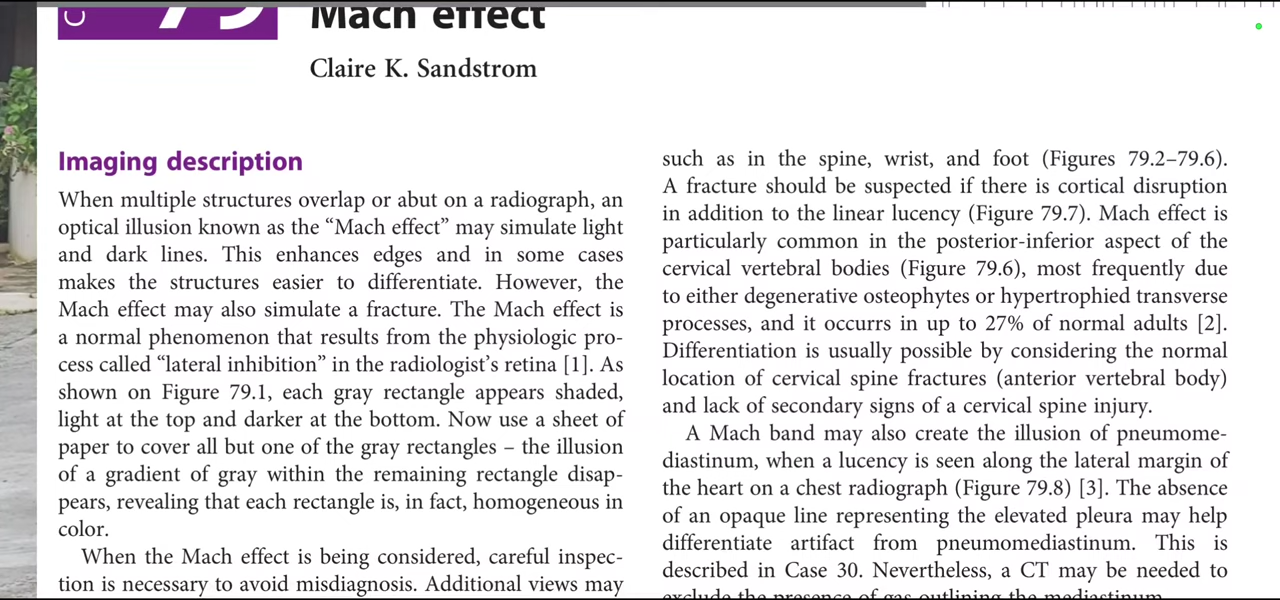 79
Mach effect
Claire K. Sandstrom
Imaging description
When multiple structures overlap or abut on a radiograph, an
optical illusion known as the “Mach effect” may simulate light
and dark lines. This enhances edges and in some cases
makes the structures easier to differentiate. However, the
Mach effect may also simulate a fracture. The Mach effect is
a normal phenomenon that results from the physiologic pro-
cess called “lateral inhibition” in the radiologist’s retina [1]. As
shown on Figure 79.1, each gray rectangle appears shaded,
light at the top and darker at the bottom. Now use a sheet of
paper to cover all but one of the gray rectangles – the illusion
of a gradient of gray within the remaining rectangle disap-
pears, revealing that each rectangle is, in fact, homogeneous in
color.
When the Mach effect is being considered, careful inspec-
tion is necessary to avoid misdiagnosis. Additional views may
such as in the spine, wrist, and foot (Figures 79.2–79.6).
A fracture should be suspected if there is cortical disruption
in addition to the linear lucency (Figure 79.7). Mach effect is
particularly common in the posterior-inferior aspect of the
cervical vertebral bodies (Figure 79.6), most frequently due
to either degenerative osteophytes or hypertrophied transverse
processes, and it occurrs in up to 27% of normal adults [2].
Differentiation is usually possible by considering the normal
location of cervical spine fractures (anterior vertebral body)
and lack of secondary signs of a cervical spine injury.
A Mach band may also create the illusion of pneumome-
diastinum, when a lucency is seen along the lateral margin of
the heart on a chest radiograph (Figure 79.8) [3]. The absence
of an opaque line representing the elevated pleura may help
differentiate artifact from pneumomediastinum. This is
described in Case 30. Nevertheless, a CT may be needed to
exclude the presence of gas outlining the mediastinum